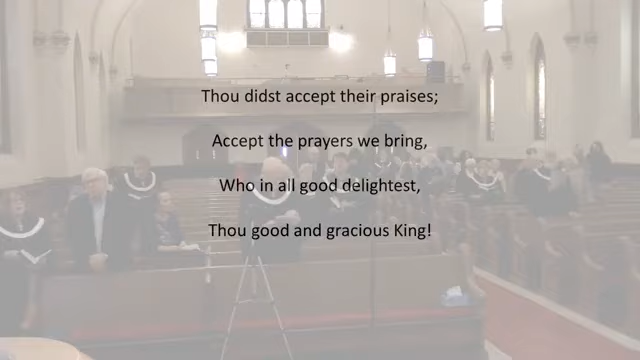 Thou didst accept their praises;
Accept the prayers we bring,
Who in all good delightest,
Thou good and gracious King!